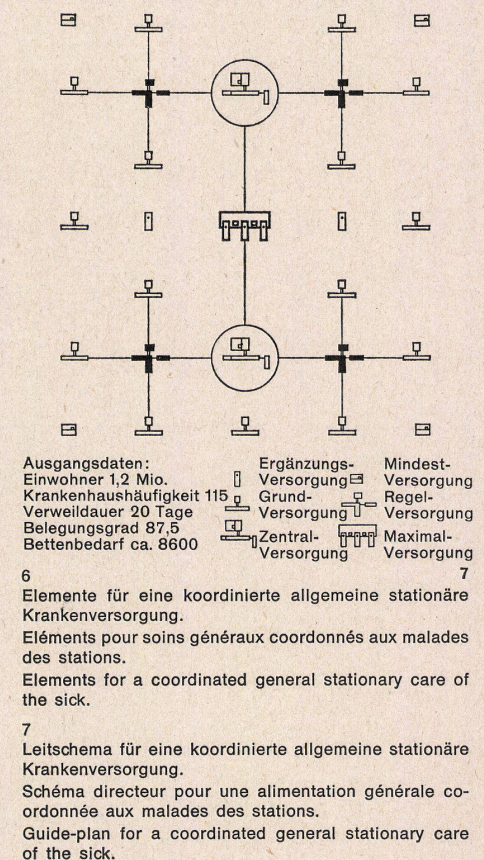 Ausgangsdaten:
Einwohner 1,2 Mio.
Krankenhaushäufigkeit 115
Verweildauer 20 Tage
Belegungsgrad 87,5
Bettenbedarf ca. 8600
Ergänzungs-
Versorgung
Grund-
Versorgung
Zentral-
Versorgung
Mindest-
Versorgung
Regel-
Versorgung
Maximal-
Versorgung
7
6
Elemente für eine koordinierte allgemeine stationäre
Krankenversorgung.
Eléments pour soins généraux coordonnés aux malades
des stations.
Elements for a coordinated general stationary care of
the sick.
7
Leitschema für eine koordinierte allgemeine stationäre
Krankenversorgung.
Schéma directeur pour une alimentation générale co-
ordonnée aux malades des stations.
Guide-plan for a coordinated general stationary care
of the sick.